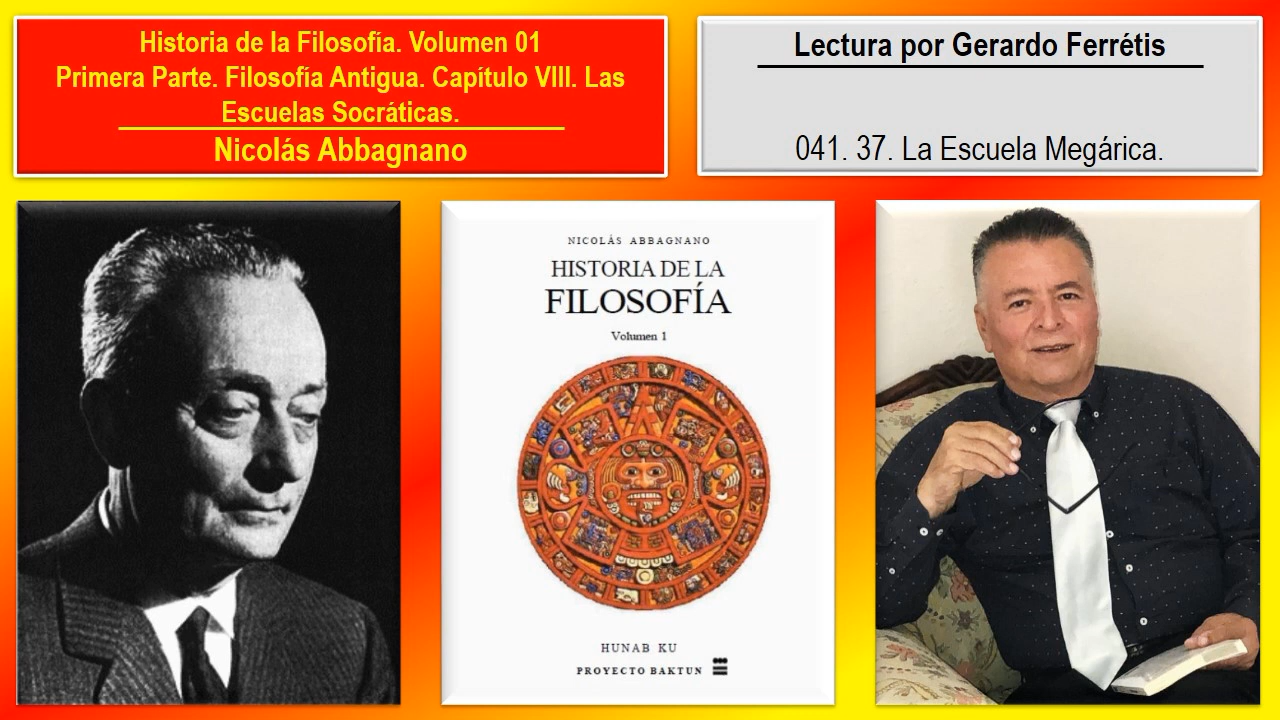 Historia de la Filosofía. Volumen 01
Primera Parte. Filosofía Antigua. Capítulo VIII. Las
Escuelas Socráticas.
Nicolás Abbagnano
Lectura por Gerardo Ferrétis
041. 37. La Escuela Megárica.
NICOLÁS ABBAGNANO
HISTORIA DE LA
FILOSOFÍA
Volumen 1
HUNAB KU
PROYECTO BAKTUN